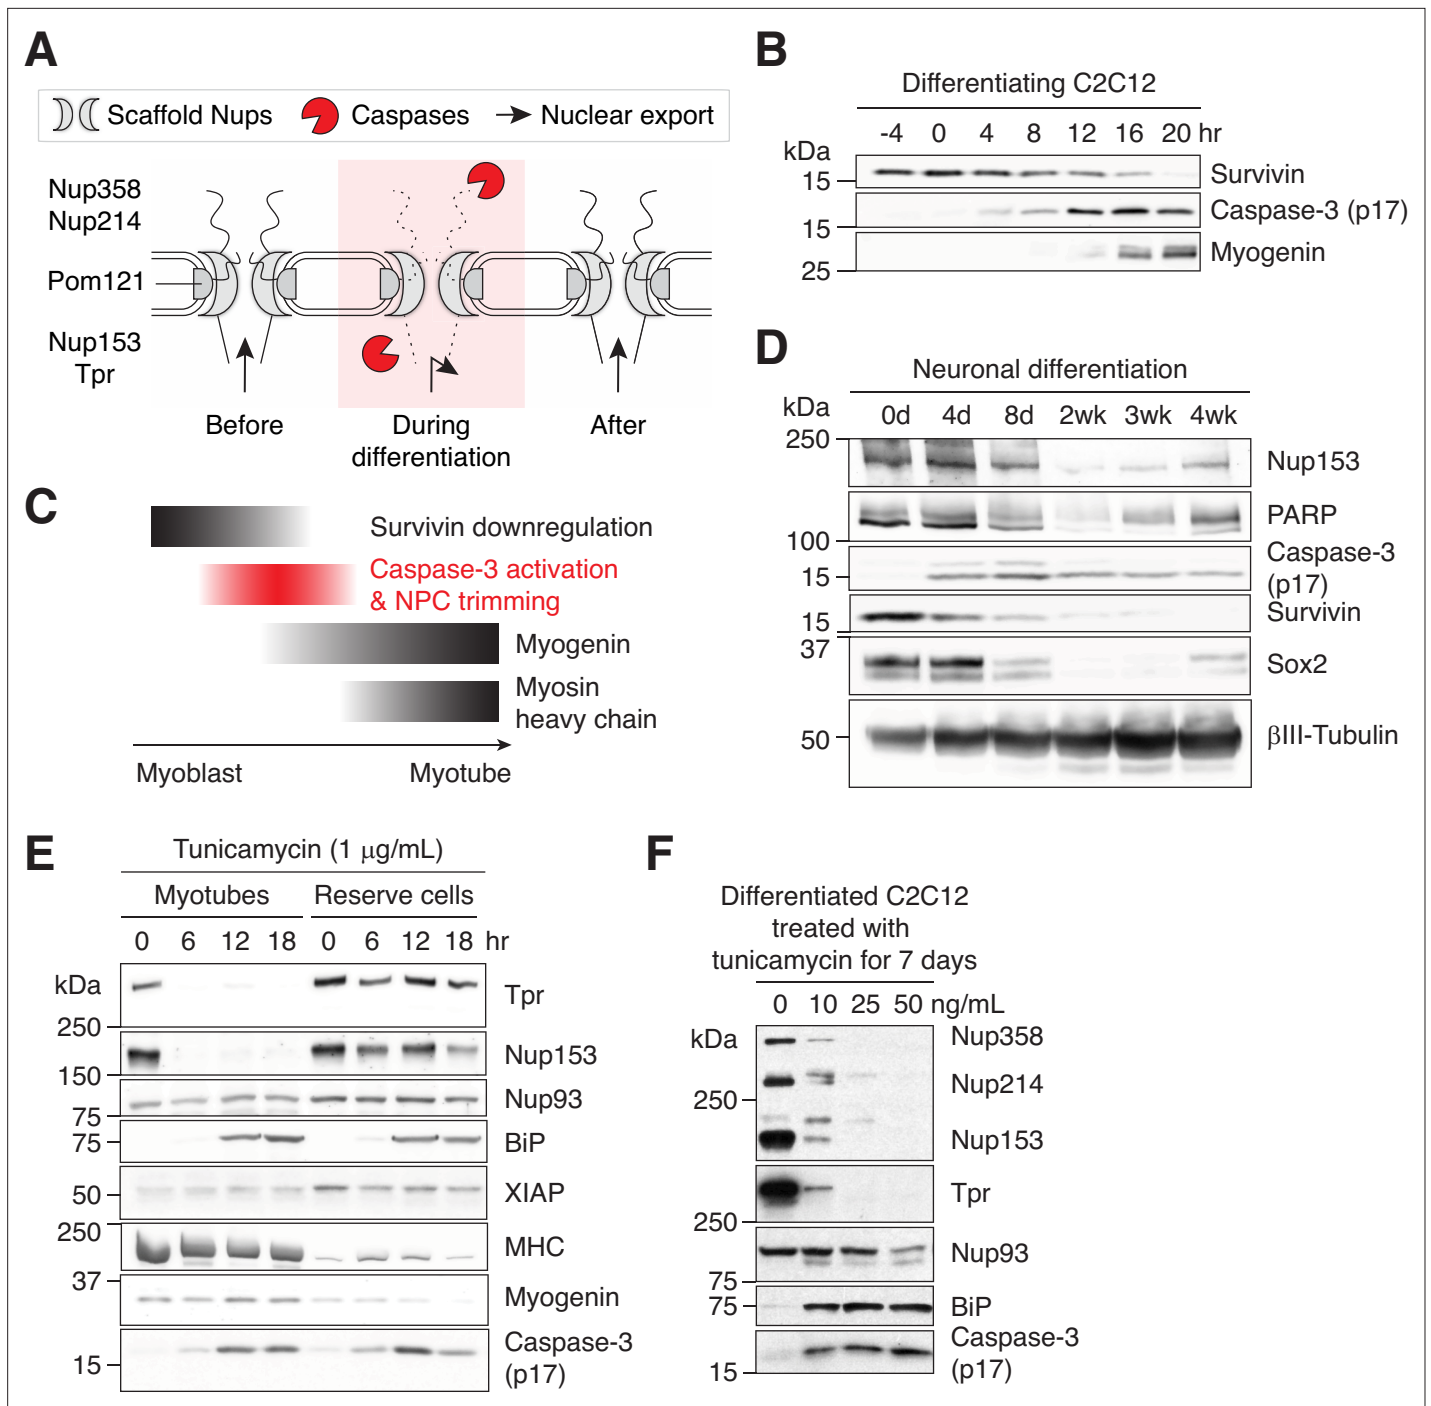 A
Scaffold Nups
Caspases
Nuclear export
Nup358
Nup214
Pom121
Nup153
Tpr
Before
During
differentiation
After
B
Differentiating C2C12
-4 0 4 8 12 16 20 hr
kDa
15
Survivin
15
Caspase-3 (p17)
25
Myogenin
C
Survivin downregulation
Caspase-3 activation
& NPC trimming
Myogenin
Myosin
heavy chain
Myoblast
Myotube
D
Neuronal differentiation
kDa
0d 4d 8d 2wk 3wk 4wk
250
Nup153
PARP
100
Caspase-3
(p17)
15
Survivin
15
37
Sox2
50
βIII-Tubulin
E
Tunicamycin (1 μg/mL)
Myotubes
Reserve cells
0 6 12 18 0 6 12 18 hr
kDa
Tpr
250
Nup153
150
Nup93
75
75
BiP
50
XIAP
250
MHC
37
Myogenin
Caspase-3
(p17)
15
F
Differentiated C2C12
treated with
tunicamycin for 7 days
0 10 25 50 ng/mL
kDa
Nup358
Nup214
250
Nup153
Tpr
250
Nup93
75
75
BiP
Caspase-3
(p17)
15